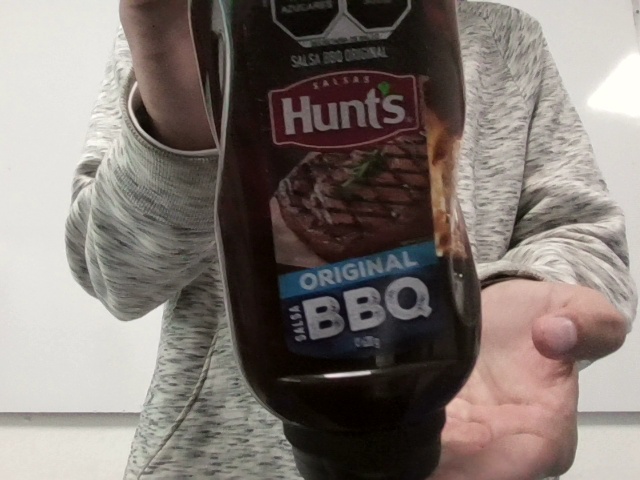 AZÚCARES
SALSA BBQ ORIGINAL
SALSAS
Hunt's
ORIGINAL
SALSA
BBQ